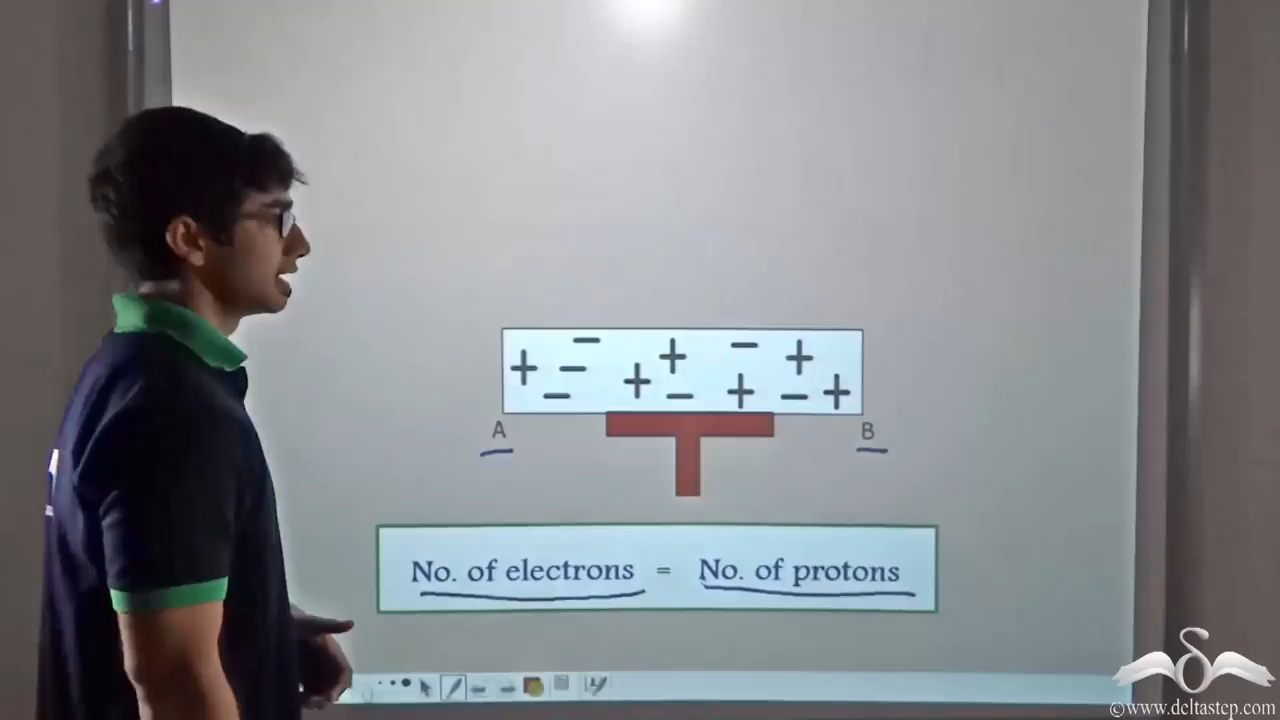 + − − − + + − − + + − + +
A B
No. of electrons = No. of protons
©www.deltastep.com